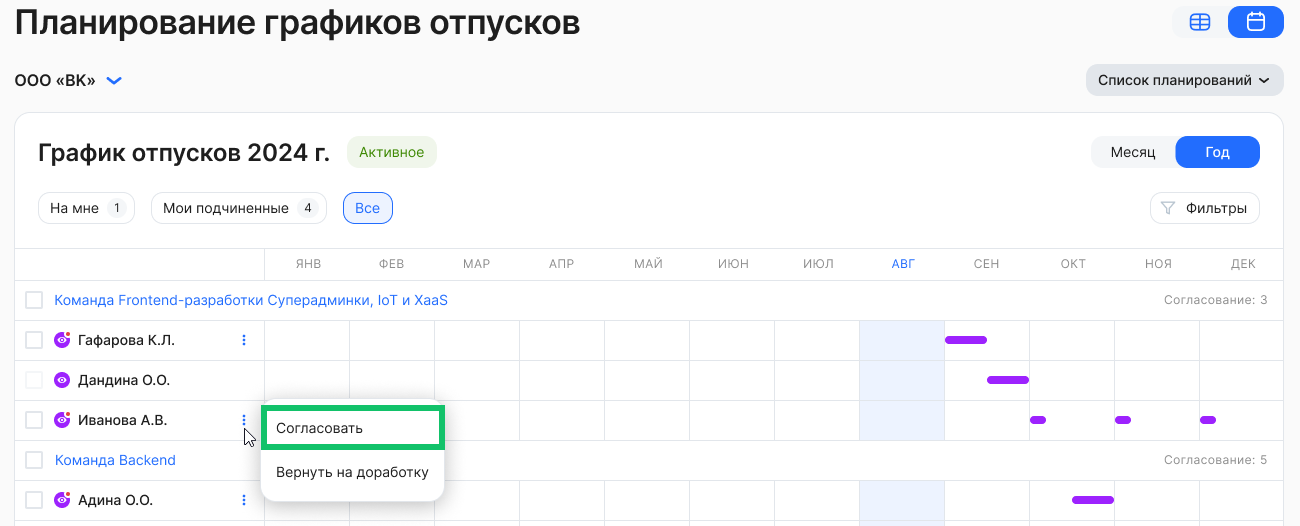 Планирование графиков отпусков
ООО «ВК»
Список планирований
График отпусков 2024 г. Активное
Месяц Год
На мне 1 Мои подчиненные 4 Все
Фильтры
ЯНВ ФЕВ МАР АПР МАЙ ИЮН ИЮЛ АВГ СЕН ОКТ НОЯ ДЕК
Команда Frontend-разработки Суперадминки, IoT и XaaS Согласование: 3
Гафарова К.Л.
Дандина О.О.
Иванова А.В.
Согласовать
Команда Backend Согласование: 5
Вернуть на доработку
Адина О.О.